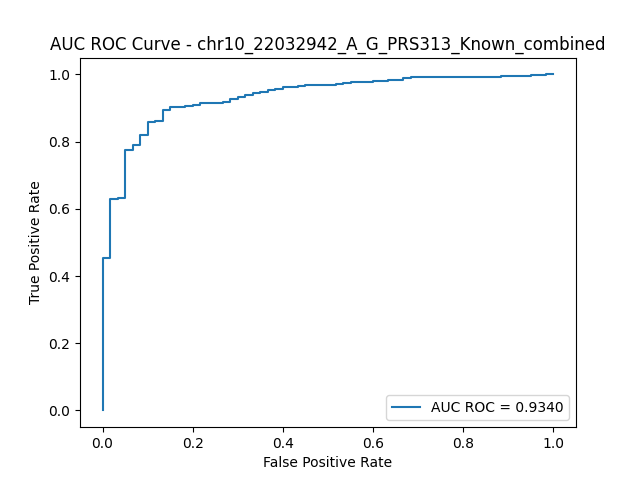 AUC ROC Curve - chr10_22032942_A_G_PRS313_Known_combined
1.0
0.8
0.6
0.4
0.2
0.0
True Positive Rate
AUC ROC = 0.9340
0.0 0.2 0.4 0.6 0.8 1.0
False Positive Rate